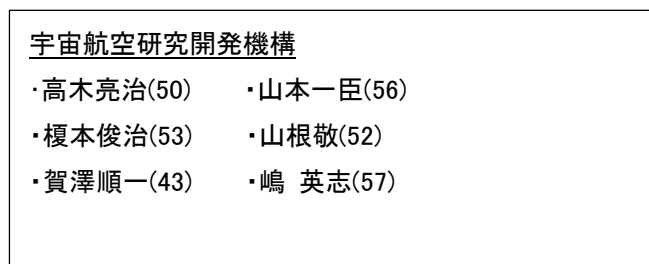 宇宙航空研究開発機構
・高木亮治(50) ・山本一臣(56)
・榎本俊治(53) ・山根敬(52)
・賀澤順一(43) ・嶋 英志(57)